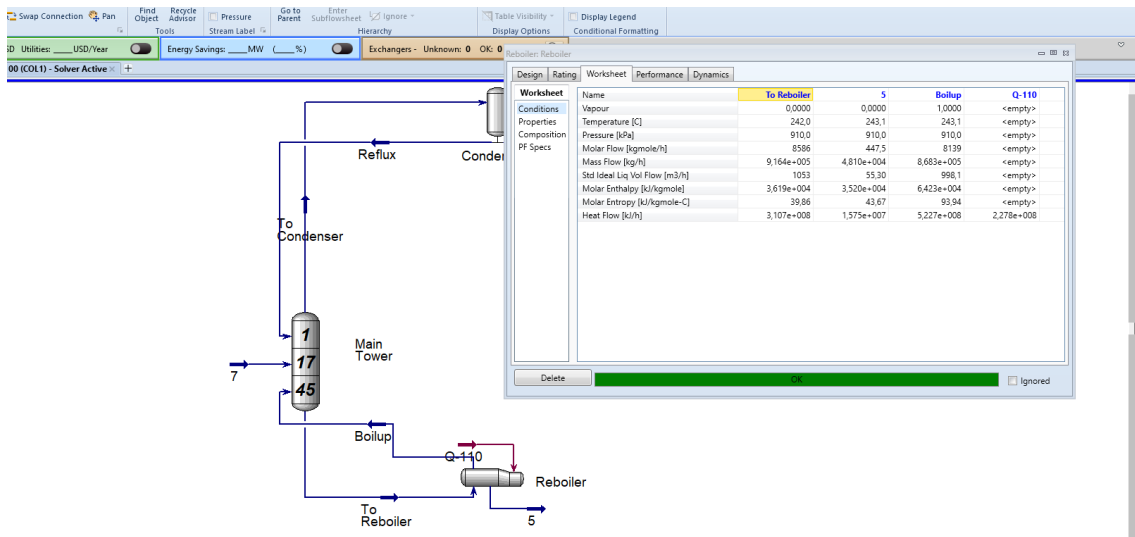 Swap Connection Pan Find Recycle Pressure Go to Enter Ignore Table Visibility Display Legend
Object Advisor Parent Subflowsheet
Tools Stream Label Hierarchy Display Options Conditional Formatting
SD Utilities: ____USD/Year Energy Savings: ____MW (____%) Exchangers - Unknown: 0 OK: 0
00 (COL1) - Solver Active × +
Reboiler: Reboiler
Design Rating Worksheet Performance Dynamics
Worksheet
Conditions
Properties
Composition
PF Specs
Name To Reboiler 5 Boilup Q-110
Vapour 0,0000 0,0000 1,0000 <empty>
Temperature [C] 242,0 243,1 243,1 <empty>
Pressure [kPa] 910,0 910,0 910,0 <empty>
Molar Flow [kgmole/h] 8586 447,5 8139 <empty>
Mass Flow [kg/h] 9,164e+005 4,810e+004 8,683e+005 <empty>
Std Ideal Liq Vol Flow [m3/h] 1053 55,30 998,1 <empty>
Molar Enthalpy [kJ/kgmole] 3,619e+004 3,520e+004 6,423e+004 <empty>
Molar Entropy [kJ/kgmole-C] 39,86 43,67 93,94 <empty>
Heat Flow [kJ/h] 3,107e+008 1,575e+007 5,227e+008 2,278e+008
Delete OK Ignored
Reflux
Conden
To
Condenser
1
17
45
Main
Tower
7
Boilup
Q-110
Reboiler
To
Reboiler
5